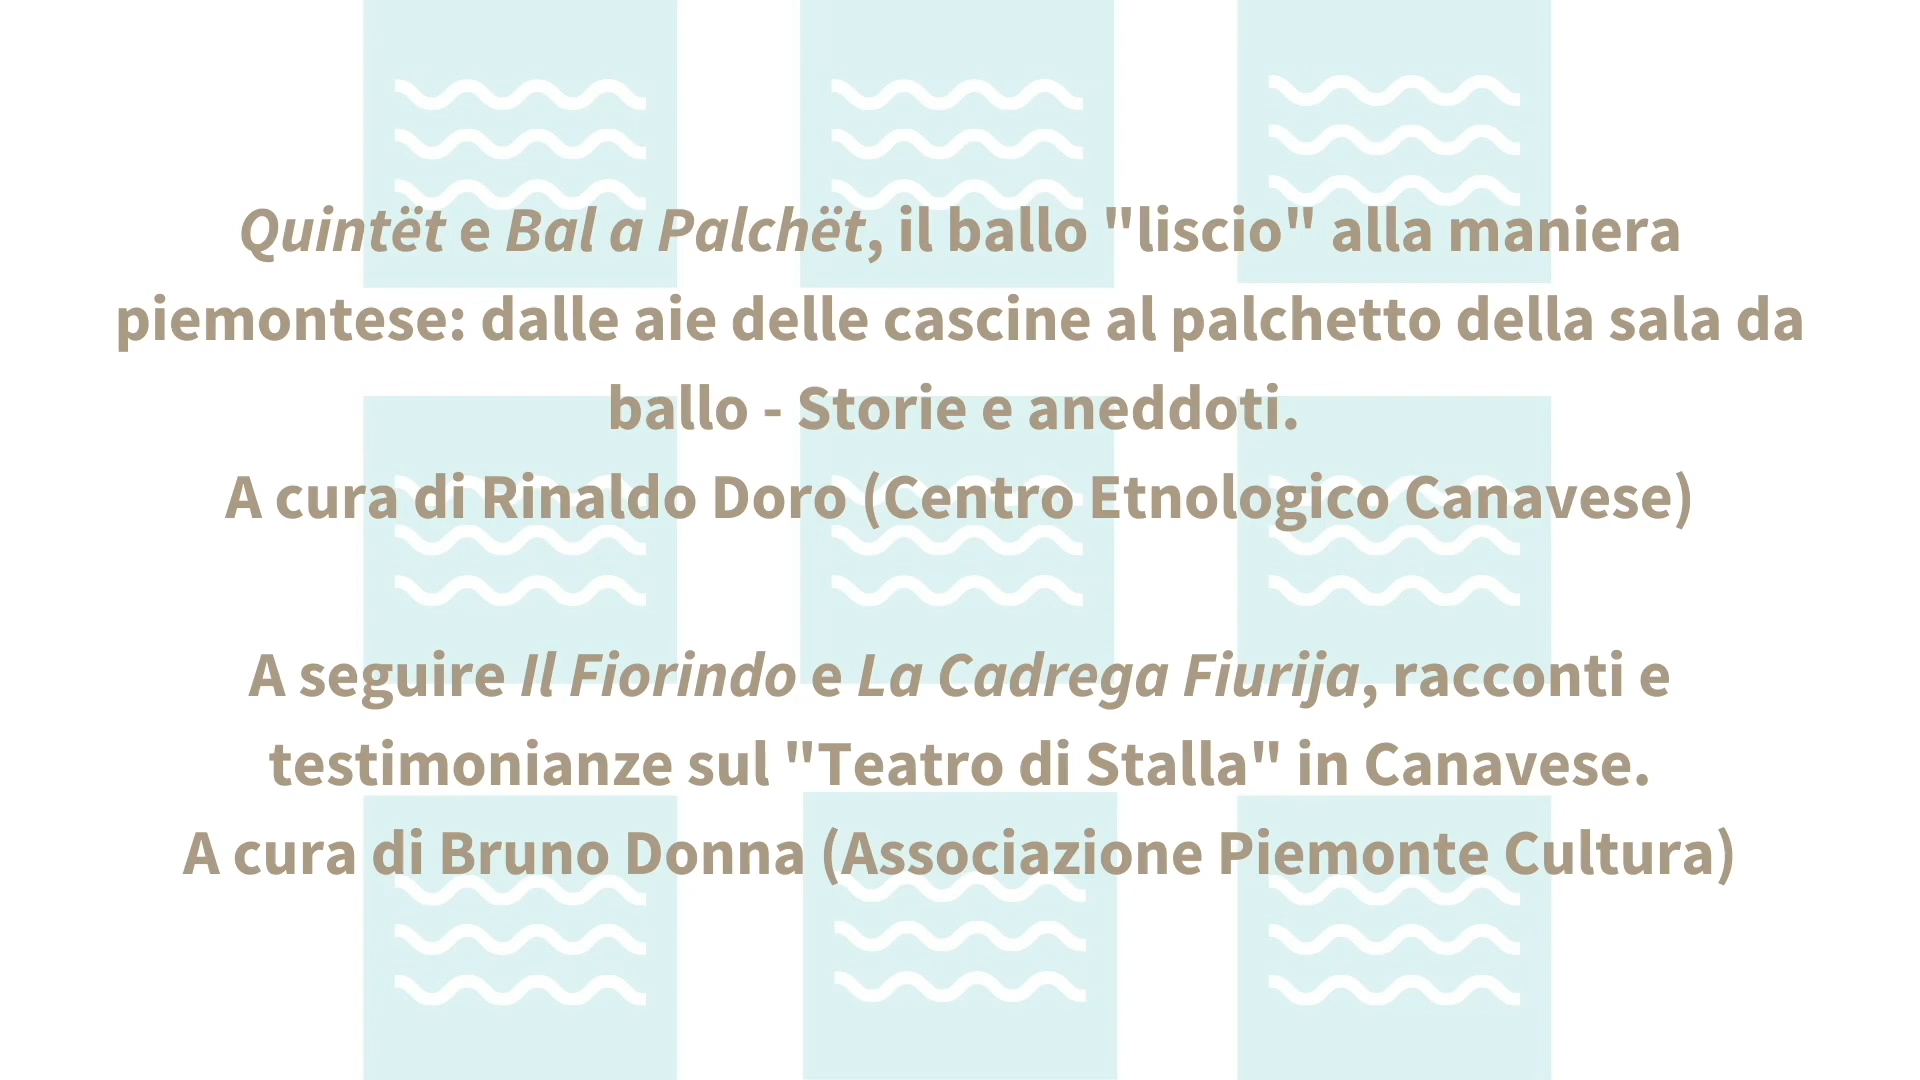 Quintët e Bal a Palchët, il ballo "liscio" alla maniera
piemontese: dalle aie delle cascine al palchetto della sala da
ballo - Storie e aneddoti.
A cura di Rinaldo Doro (Centro Etnologico Canavese)
A seguire Il Fiorindo e La Cadrega Fiurija, racconti e
testimonianze sul "Teatro di Stalla" in Canavese.
A cura di Bruno Donna (Associazione Piemonte Cultura)